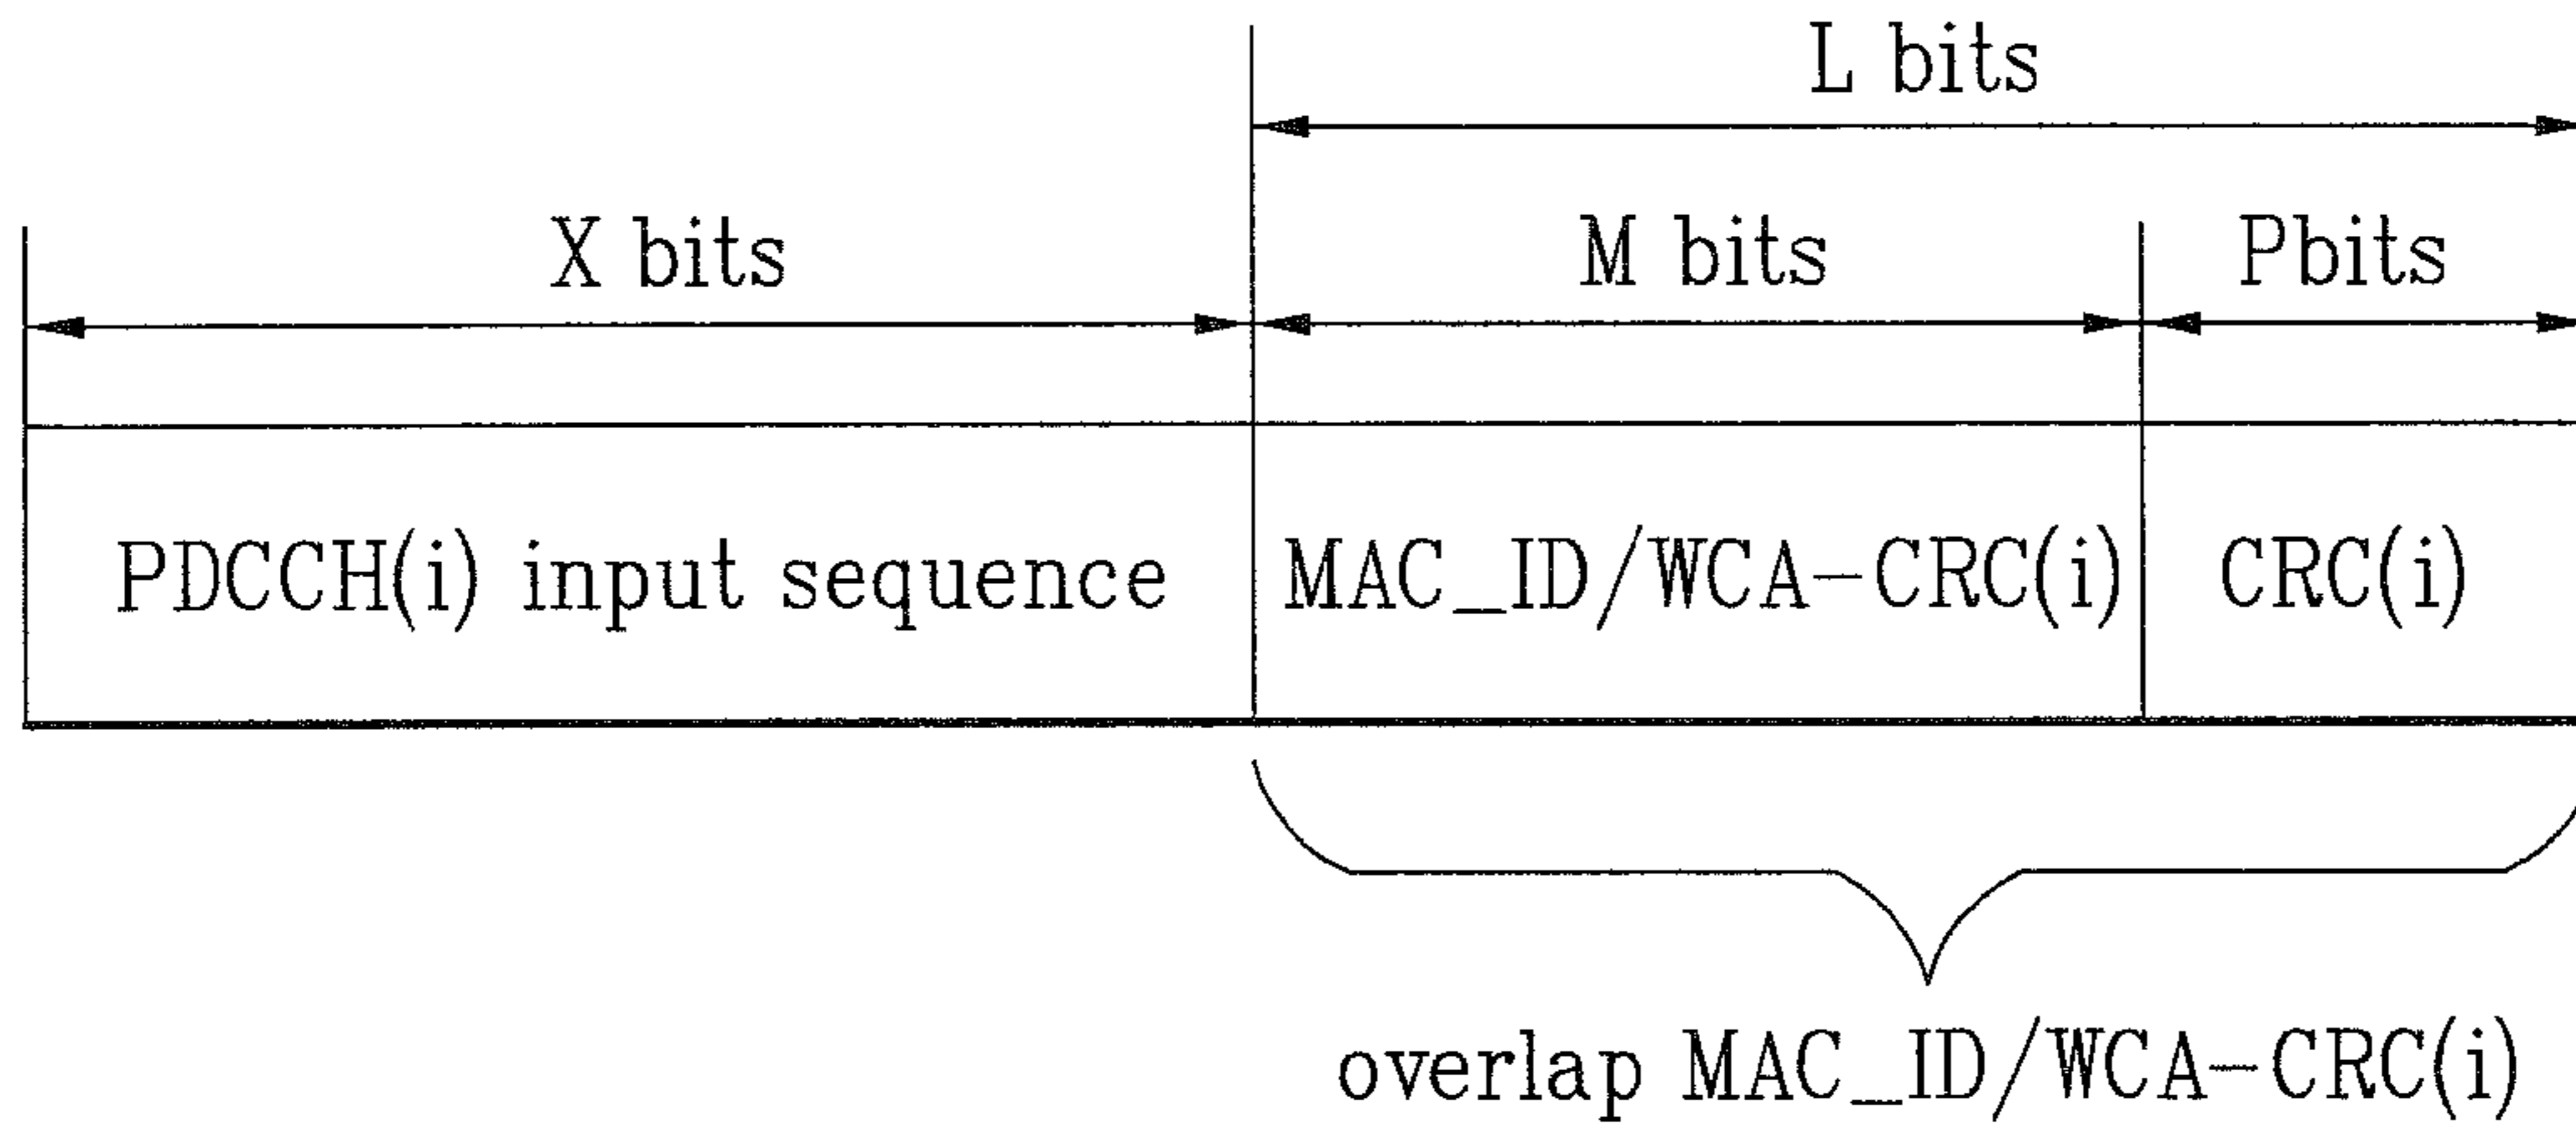 L bits
X bits
M bits
Pbits
PDCCH(i) input sequence
MAC_ID/WCA-CRC(i)
CRC(i)
overlap MAC_ID/WCA-CRC(i)